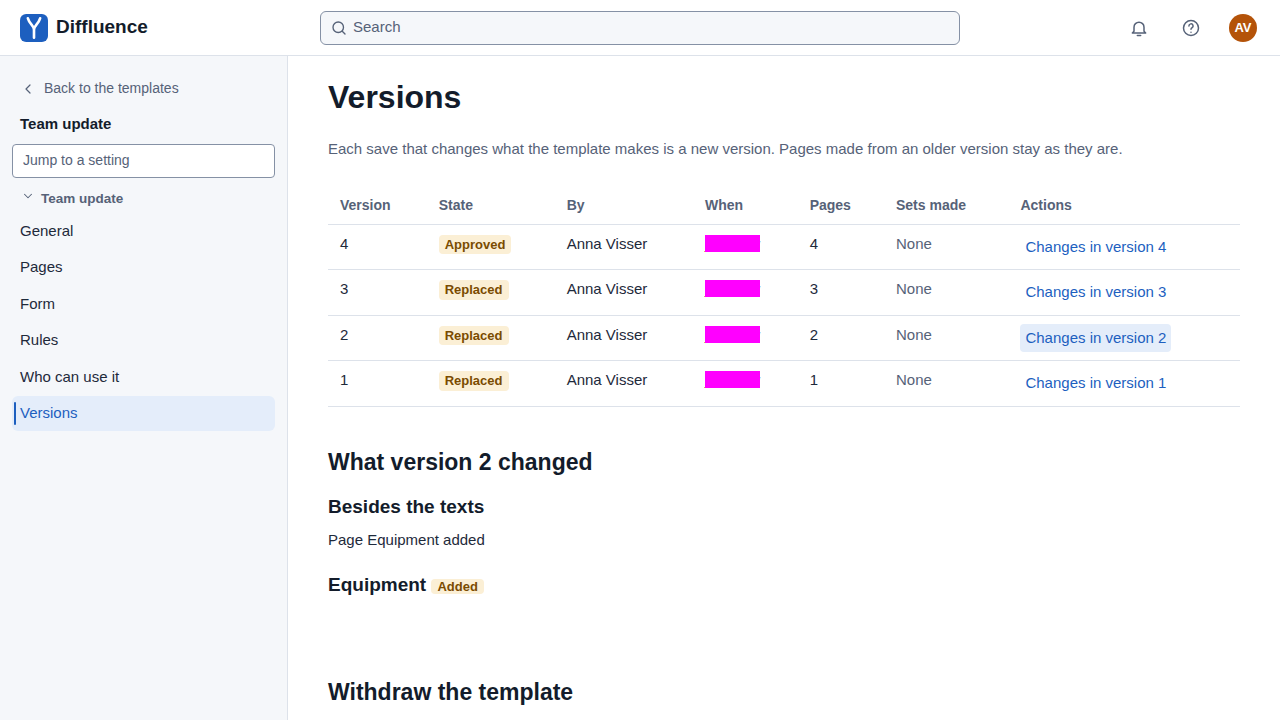 Diffluence
Search
AV
Back to the templates
Team update
Jump to a setting
Team update
General
Pages
Form
Rules
Who can use it
Versions
Versions
Each save that changes what the template makes is a new version. Pages made from an older version stay as they are.
Version State By When Pages Sets made Actions
4 Approved Anna Visser 4 None Changes in version 4
3 Replaced Anna Visser 3 None Changes in version 3
2 Replaced Anna Visser 2 None Changes in version 2
1 Replaced Anna Visser 1 None Changes in version 1
What version 2 changed
Besides the texts
Page Equipment added
Equipment Added
Withdraw the template